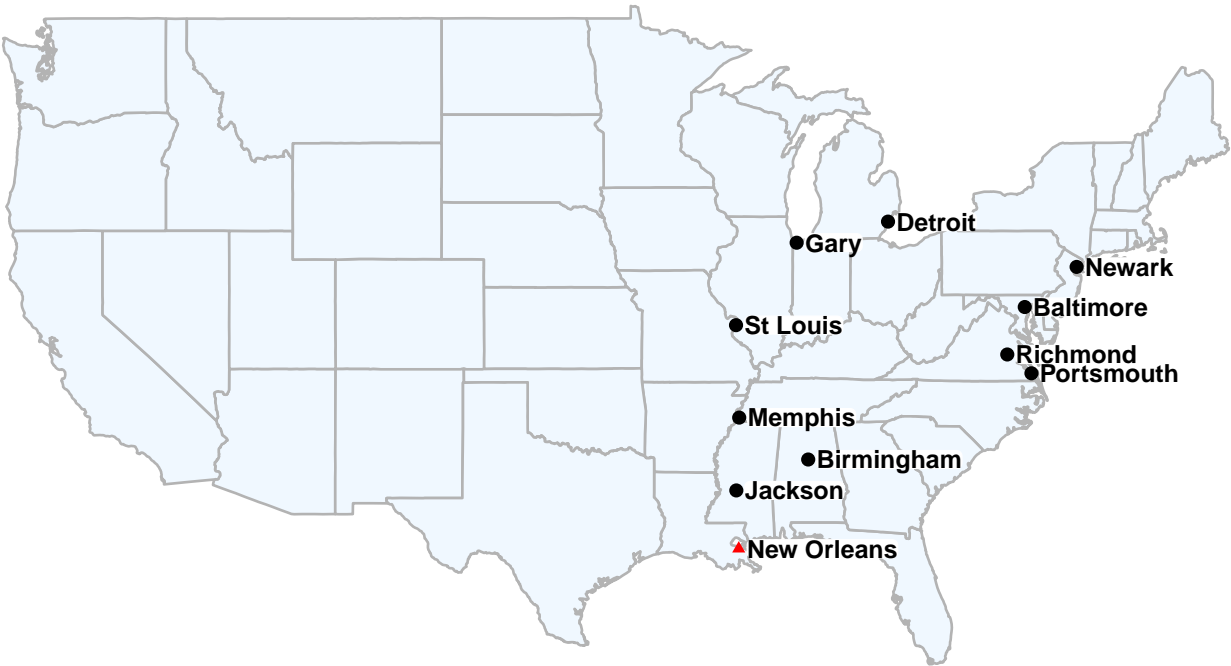 Detroit
Gary
Newark
Baltimore
St Louis
Richmond
Portsmouth
Memphis
Birmingham
Jackson
New Orleans